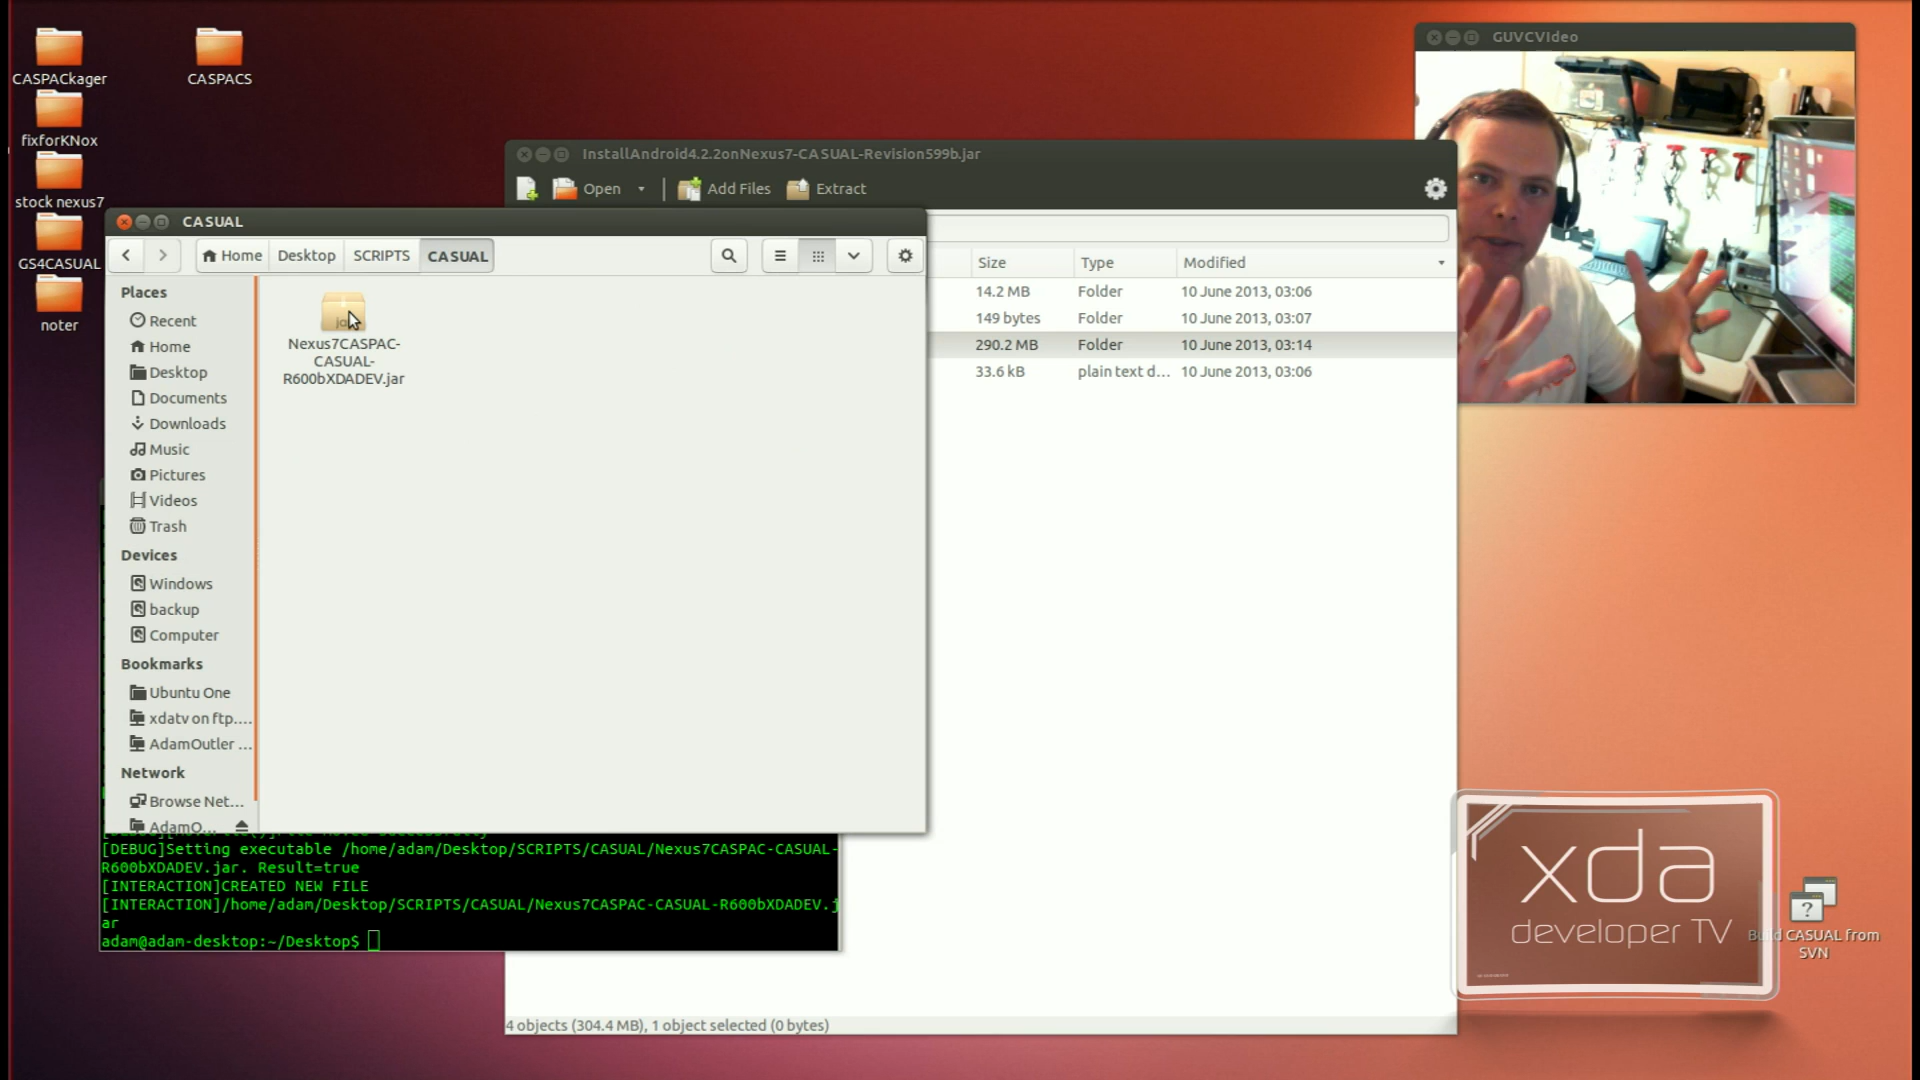 CASPACkager
CASPACS
fixforKNox
stock nexus7
GS4CASUAL
noter
GUVCVIdeo
InstallAndroid4.2.2onNexus7-CASUAL-Revision599b.jar
Open
Add Files
Extract
Size
Type
Modified
14.2 MB
Folder
10 June 2013, 03:06
149 bytes
Folder
10 June 2013, 03:07
290.2 MB
Folder
10 June 2013, 03:14
33.6 kB
plain text d...
10 June 2013, 03:06
4 objects (304.4 MB), 1 object selected (0 bytes)
CASUAL
Home
Desktop
SCRIPTS
CASUAL
Places
Recent
Home
Desktop
Documents
Downloads
Music
Pictures
Videos
Trash
Devices
Windows
backup
Computer
Bookmarks
Ubuntu One
xdatv on ftp....
AdamOutler ...
Network
Browse Net...
AdamO...
Nexus7CASPAC-
CASUAL-
R600bXDADEV.jar
[DEBUG]Setting executable /home/adam/Desktop/SCRIPTS/CASUAL/Nexus7CASPAC-CASUAL-
R600bXDADEV.jar. Result=true
[INTERACTION]CREATED NEW FILE
[INTERACTION]/home/adam/Desktop/SCRIPTS/CASUAL/Nexus7CASPAC-CASUAL-R600bXDADEV.j
ar
adam@adam-desktop:~/Desktop$
xda
developer TV
Build CASUAL from
SVN